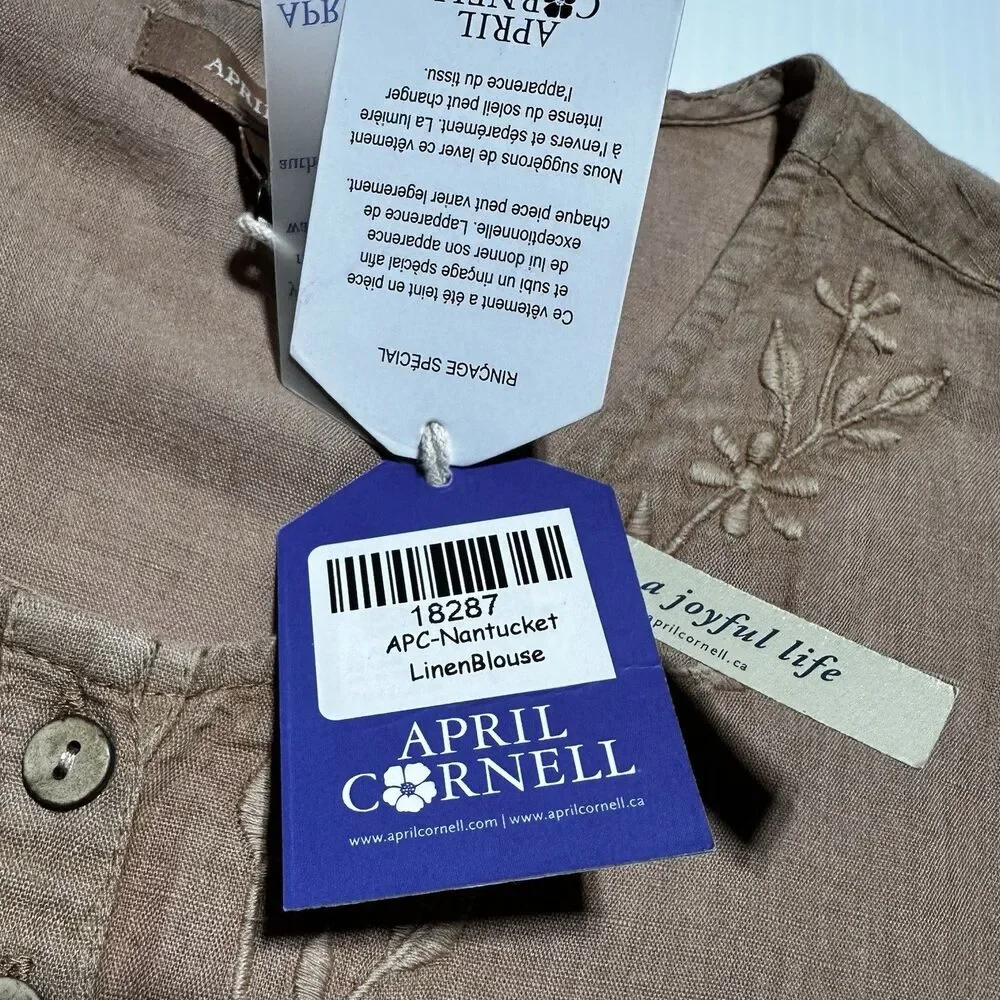 RINÇAGE SPÉCIAL
Ce vêtement a été teint en pièce
et subi un rinçage spécial afin
de lui donner son apparence
exceptionnelle. Lapparence de
chaque pièce peut varier legerement.
Nous suggérons de laver ce vêtement
à l'envers et séparément. La lumière
intense du soleil peut changer
l'apparence du tissu.
APRIL
18287
APC-Nantucket
LinenBlouse
APRIL
CORNELL
www.aprilcornell.com | www.aprilcornell.ca
a joyful life
aprilcornell.ca